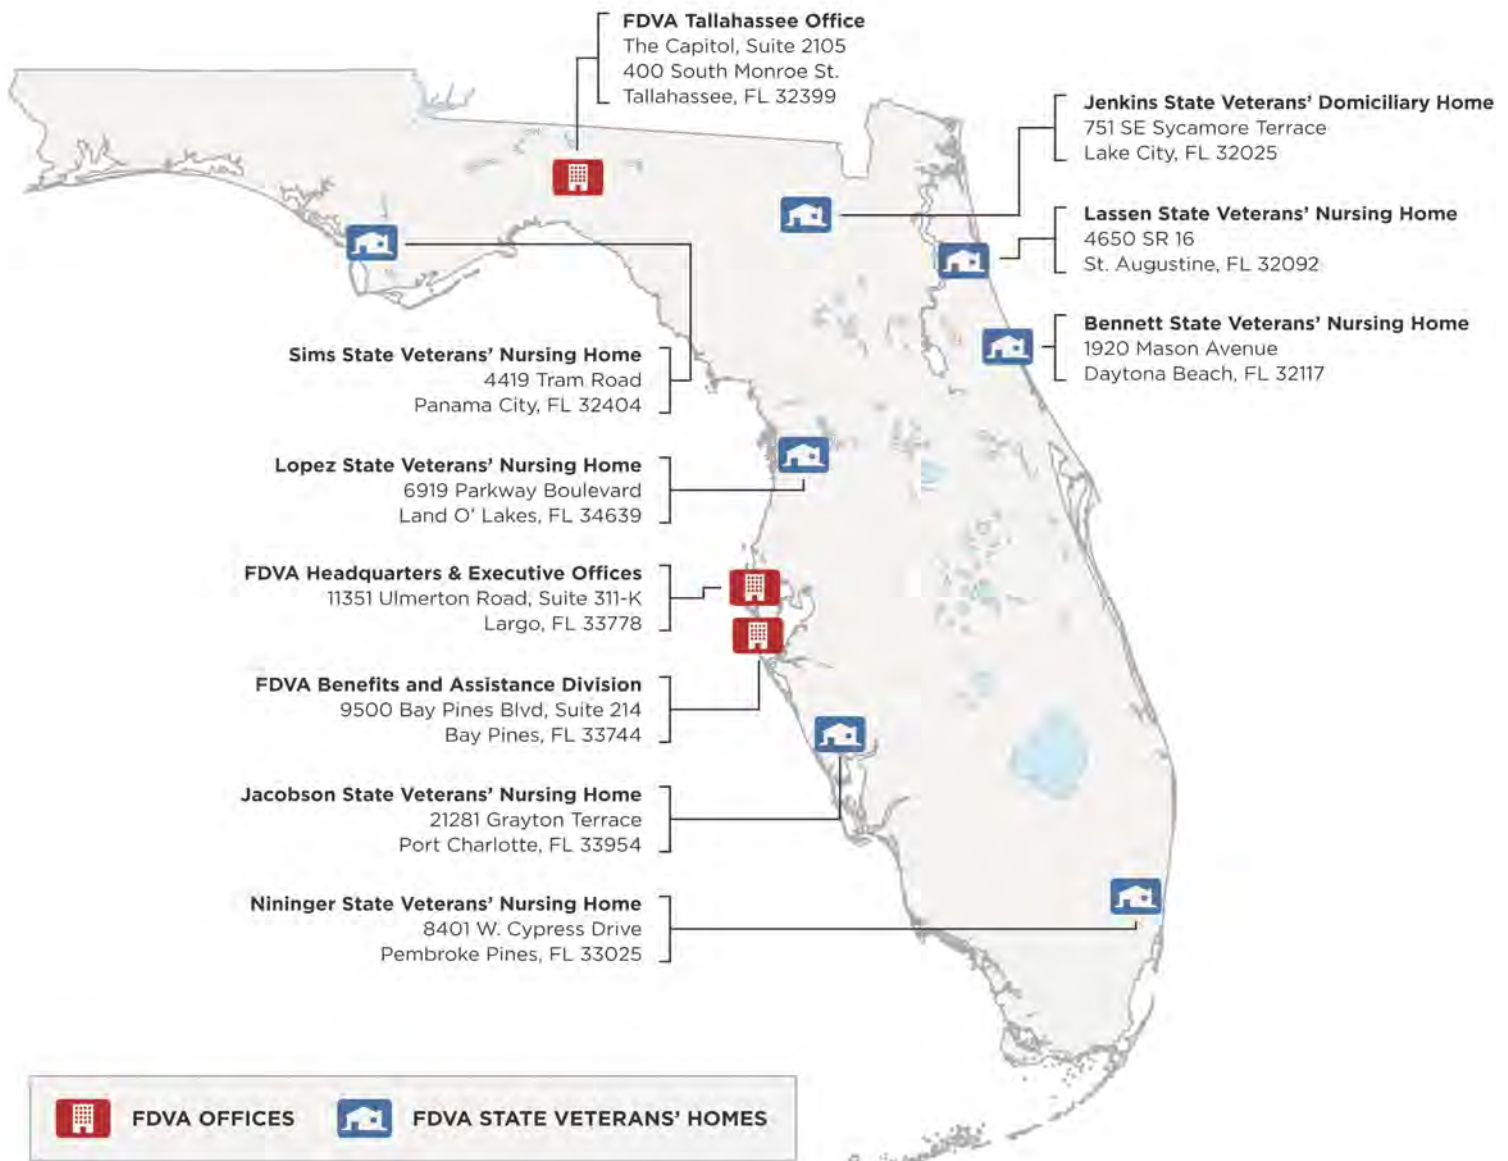 FDVA Tallahassee Office
The Capitol, Suite 2105
400 South Monroe St.
Tallahassee, FL 32399
Jenkins State Veterans' Domiciliary Home
751 SE Sycamore Terrace
Lake City, FL 32025
Lassen State Veterans' Nursing Home
4650 SR 16
St. Augustine, FL 32092
Bennett State Veterans' Nursing Home
1920 Mason Avenue
Daytona Beach, FL 32117
Sims State Veterans' Nursing Home
4419 Tram Road
Panama City, FL 32404
Lopez State Veterans' Nursing Home
6919 Parkway Boulevard
Land O' Lakes, FL 34639
FDVA Headquarters & Executive Offices
11351 Ulmerton Road, Suite 311-K
Largo, FL 33778
FDVA Benefits and Assistance Division
9500 Bay Pines Blvd, Suite 214
Bay Pines, FL 33744
Jacobson State Veterans' Nursing Home
21281 Grayton Terrace
Port Charlotte, FL 33954
Nininger State Veterans' Nursing Home
8401 W. Cypress Drive
Pembroke Pines, FL 33025
FDVA OFFICES
FDVA STATE VETERANS' HOMES